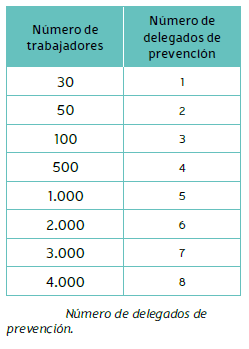 Número de
trabajadores
Número de
delegados de
prevención
30 1
50 2
100 3
500 4
1.000 5
2.000 6
3.000 7
4.000 8
Número de delegados de
prevención.